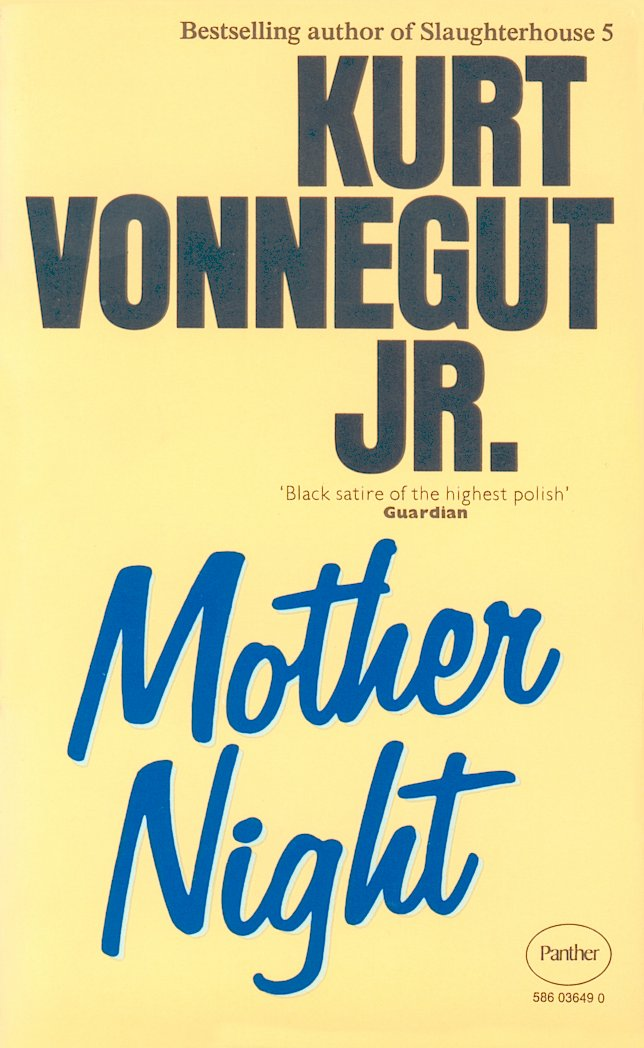 Bestselling author of Slaughterhouse 5
KURT
VONNEGUT
JR.
‘Black satire of the highest polish’
Guardian
Mother
Night
Panther
586 03649 0